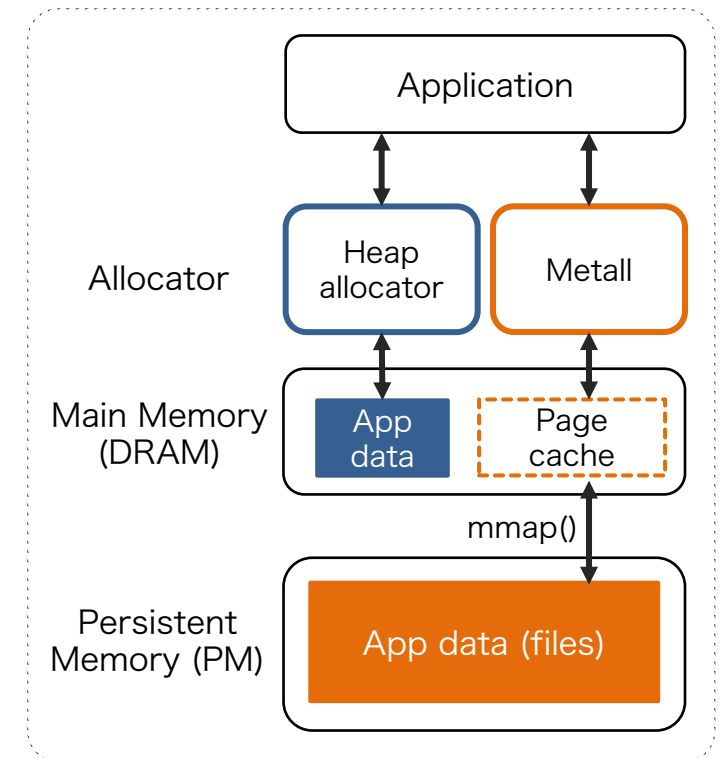 Application
Allocator
Heap
allocator
Metall
Main Memory
(DRAM)
App
data
Page
cache
mmap()
Persistent
Memory (PM)
App data (files)